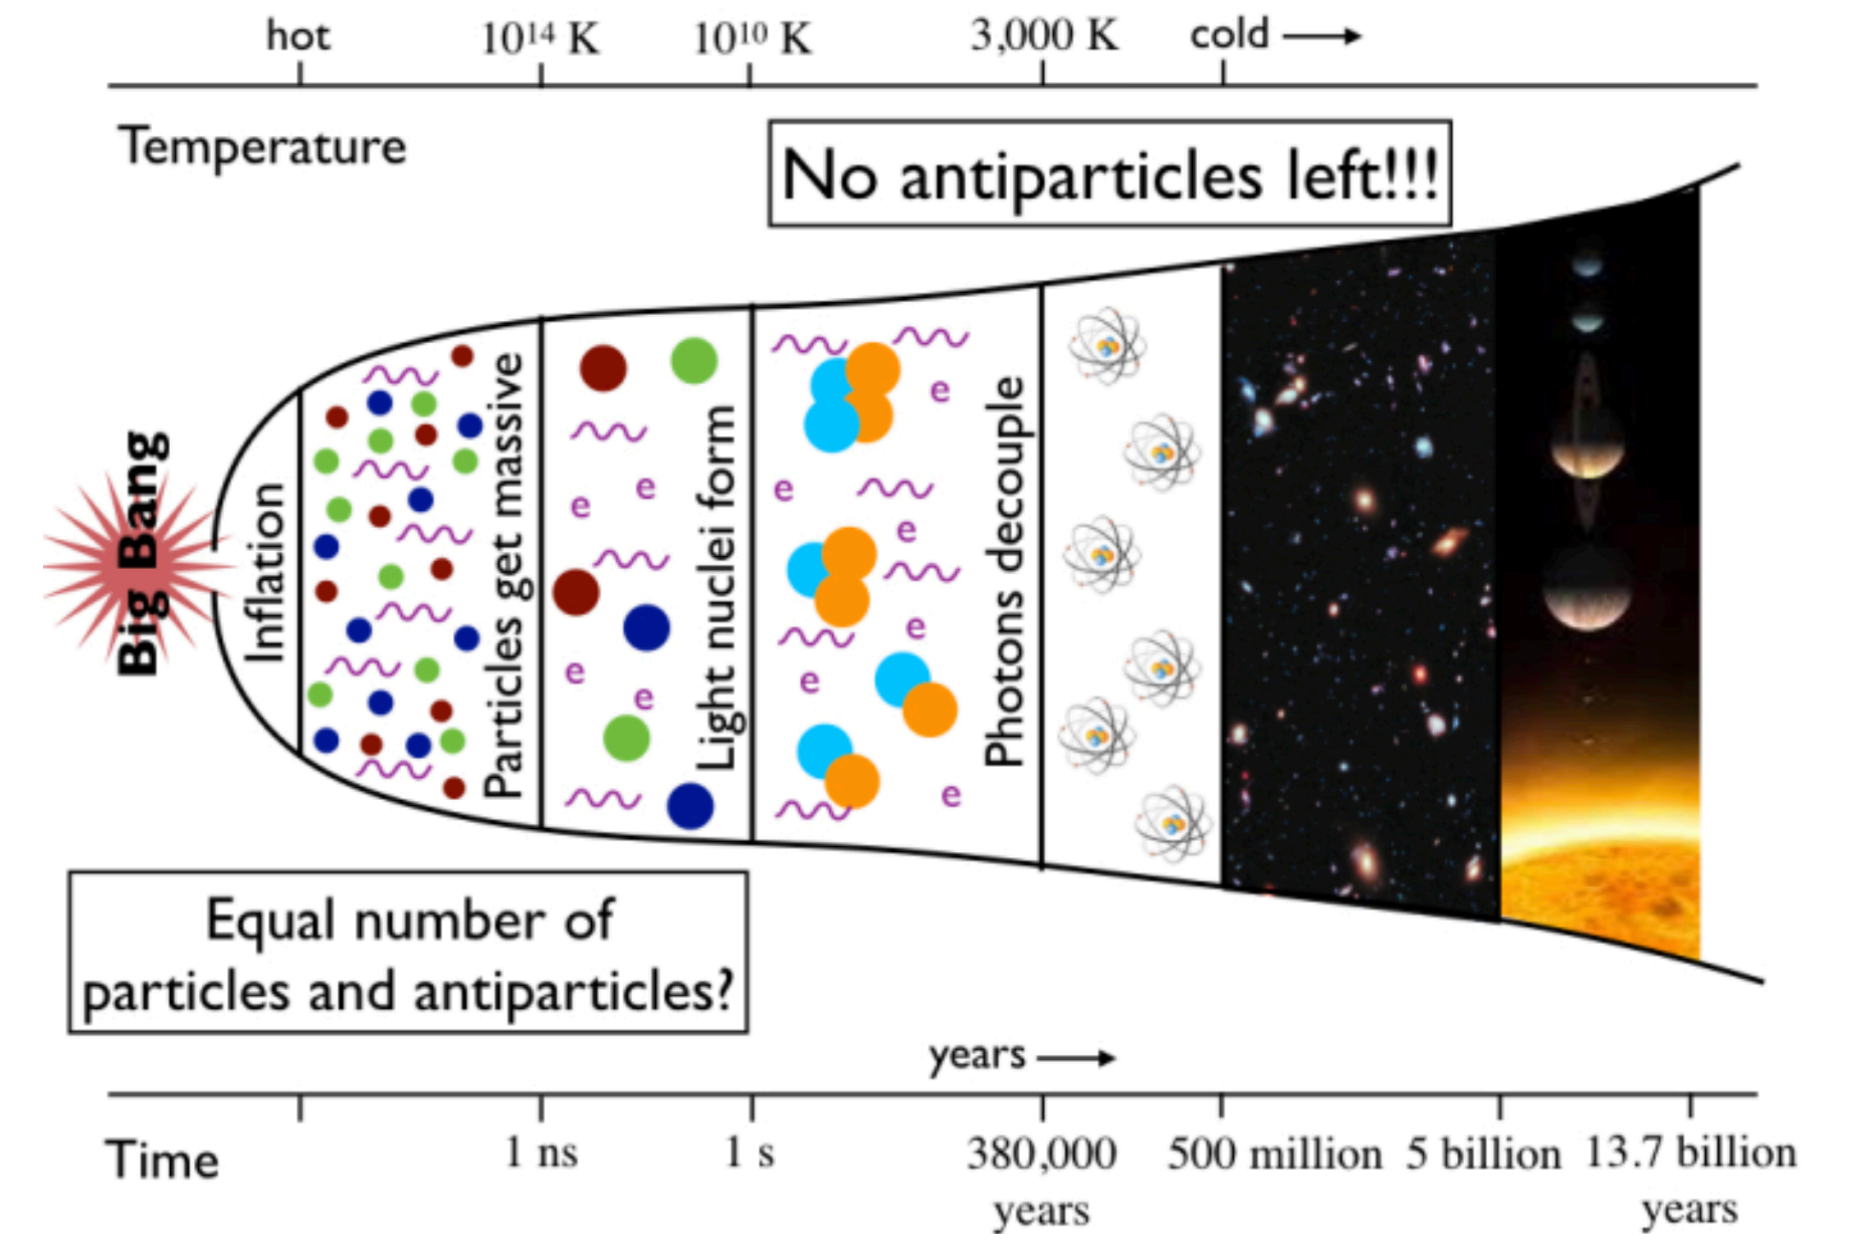 hot 10¹⁴ K 10¹⁰ K 3,000 K cold
Temperature
No antiparticles left!!!
Big Bang
Inflation
Particles get massive
Light nuclei form
Photons decouple
e
e
e
e
e
e
e
e
e
e
Equal number of
particles and antiparticles?
years
Time 1 ns 1 s 380,000 500 million 5 billion 13.7 billion
years years